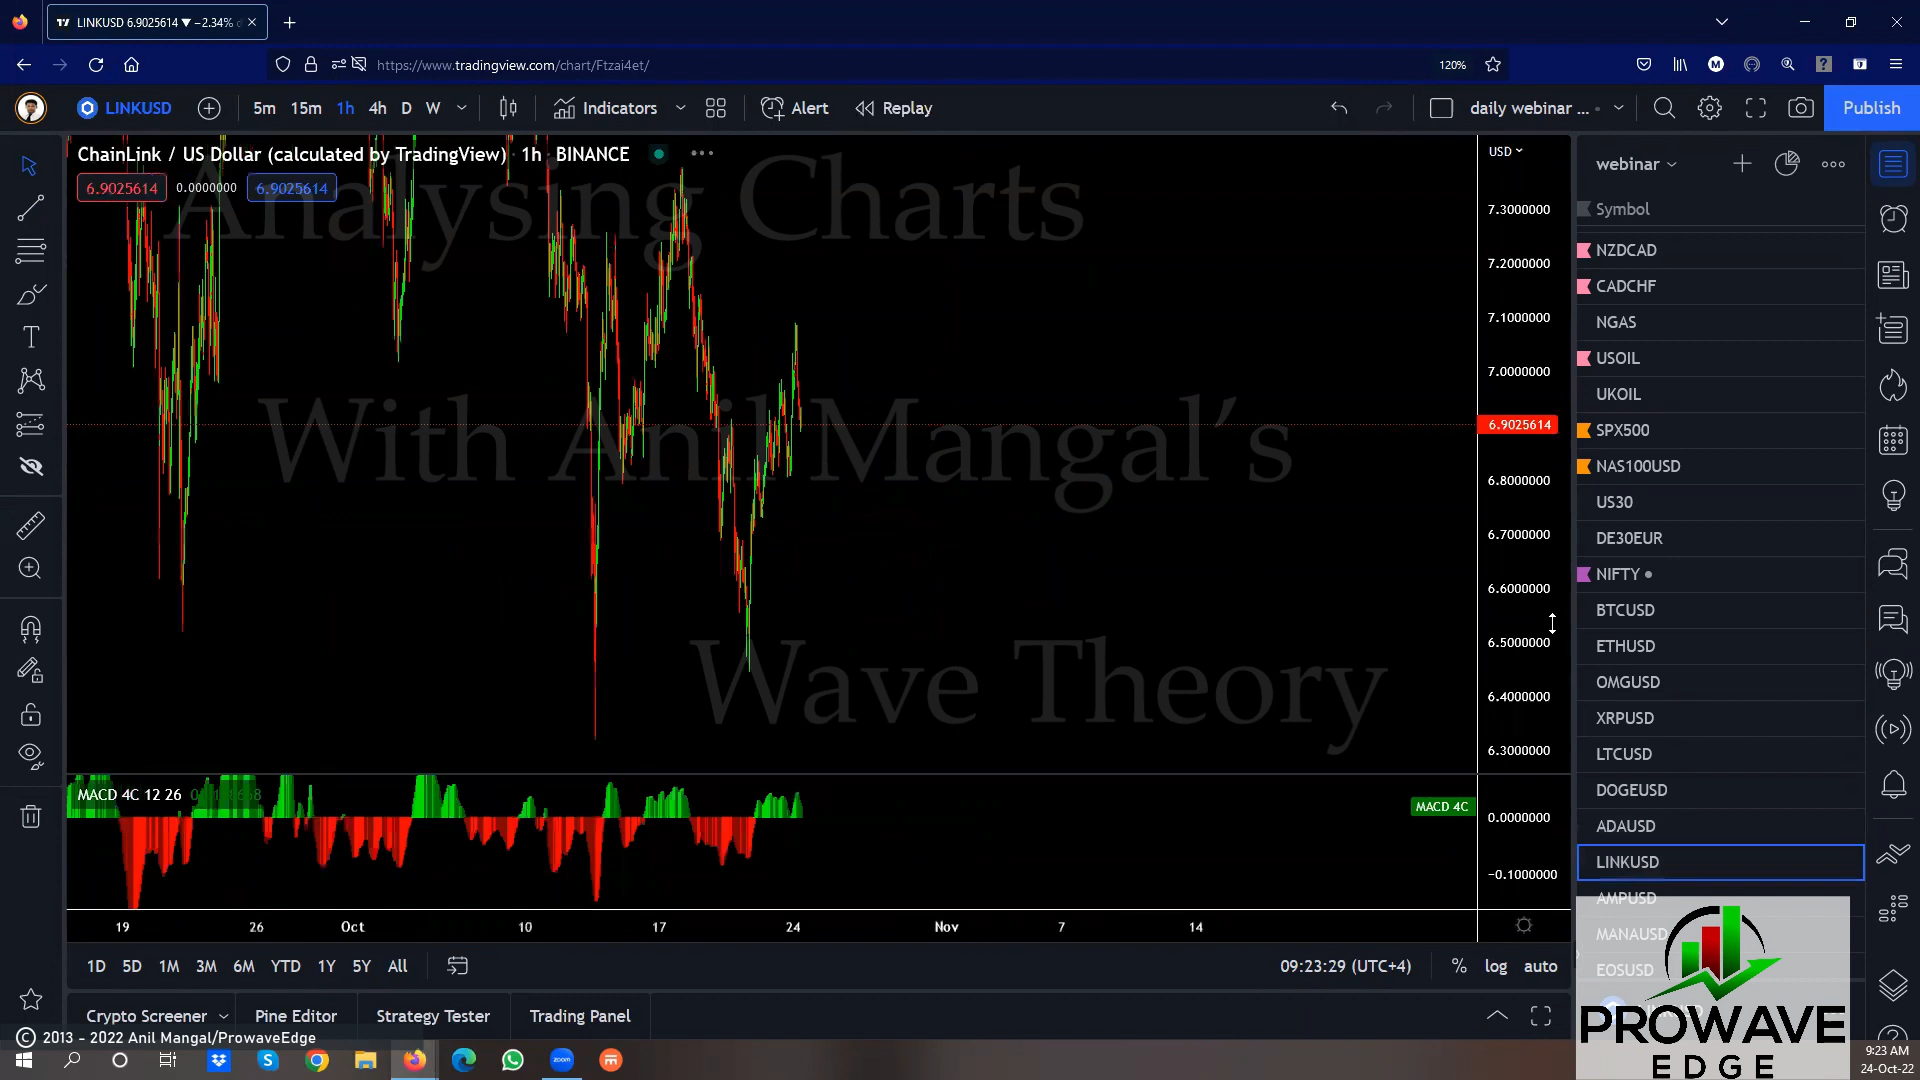 LINKUSD 6.9025614 ▼ −2.34%
https://www.tradingview.com/chart/Ftzai4et/
120%
LINKUSD
5m 15m 1h 4h D W
Indicators
Alert
Replay
daily webinar ...
Publish
ChainLink / US Dollar (calculated by TradingView) 1h BINANCE
6.9025614 0.0000000 6.9025614
Analysing Charts
With Anil Mangal's
Wave Theory
USD
7.3000000
7.2000000
7.1000000
7.0000000
6.9025614
6.8000000
6.7000000
6.6000000
6.5000000
6.4000000
6.3000000
MACD 4C 12 26
MACD 4C
0.0000000
−0.1000000
19 26 Oct 10 17 24 Nov 7 14
1D 5D 1M 3M 6M YTD 1Y 5Y All
09:23:29 (UTC+4) % log auto
Crypto Screener Pine Editor Strategy Tester Trading Panel
© 2013 - 2022 Anil Mangal/ProwaveEdge
webinar
Symbol
NZDCAD
CADCHF
NGAS
USOIL
UKOIL
SPX500
NAS100USD
US30
DE30EUR
NIFTY
BTCUSD
ETHUSD
OMGUSD
XRPUSD
LTCUSD
DOGEUSD
ADAUSD
LINKUSD
AMPUSD
MANAUSD
EOSUSD
PROWAVE
EDGE
zoom
9:23 AM
24-Oct-22